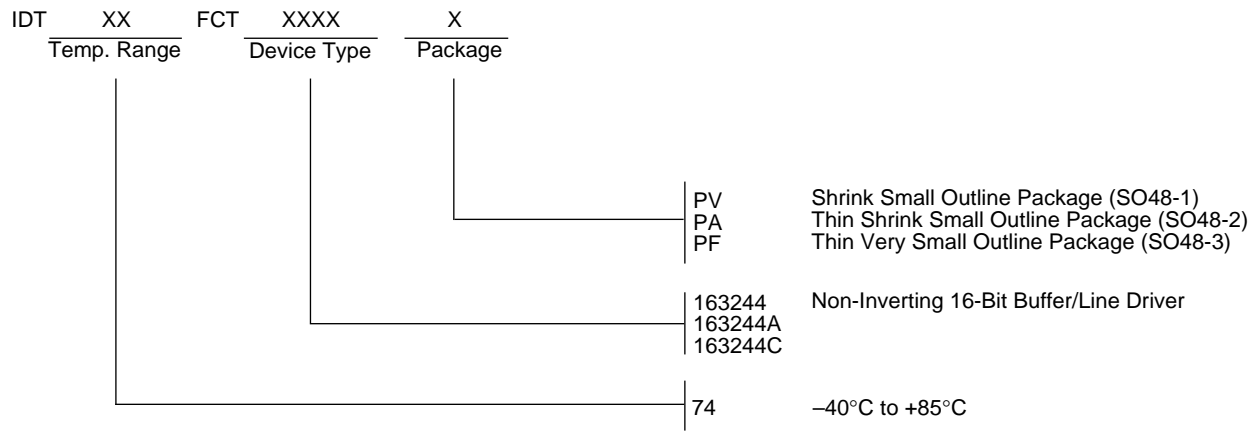 IDT XX FCT XXXX X
Temp. Range Device Type Package
PV Shrink Small Outline Package (SO48-1)
PA Thin Shrink Small Outline Package (SO48-2)
PF Thin Very Small Outline Package (SO48-3)
163244 Non-Inverting 16-Bit Buffer/Line Driver
163244A
163244C
74 –40°C to +85°C